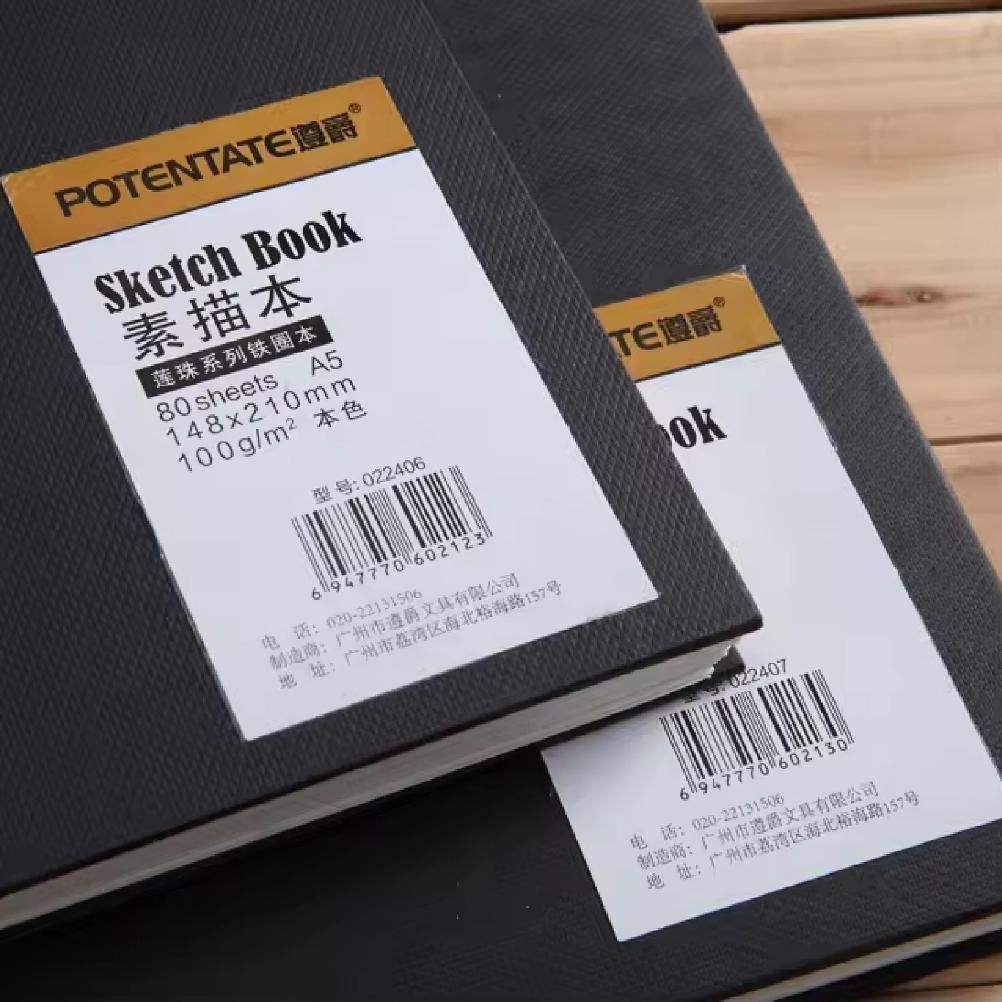 POTENTATE遵爵®
Sketch Book
素描本
莲珠系列铁圈本
80sheets A5
148x210mm
100g/m² 本色
型号:022406
6 947770 602123
电 话: 020-22131506
制造商: 广州市遵爵文具有限公司
地 址: 广州市荔湾区海北裕海路157号
TE遵爵®
ook
型号:022407
6 947770 602130
电 话: 020-22131506
制造商: 广州市遵爵文具有限公司
地 址: 广州市荔湾区海北裕海路157号